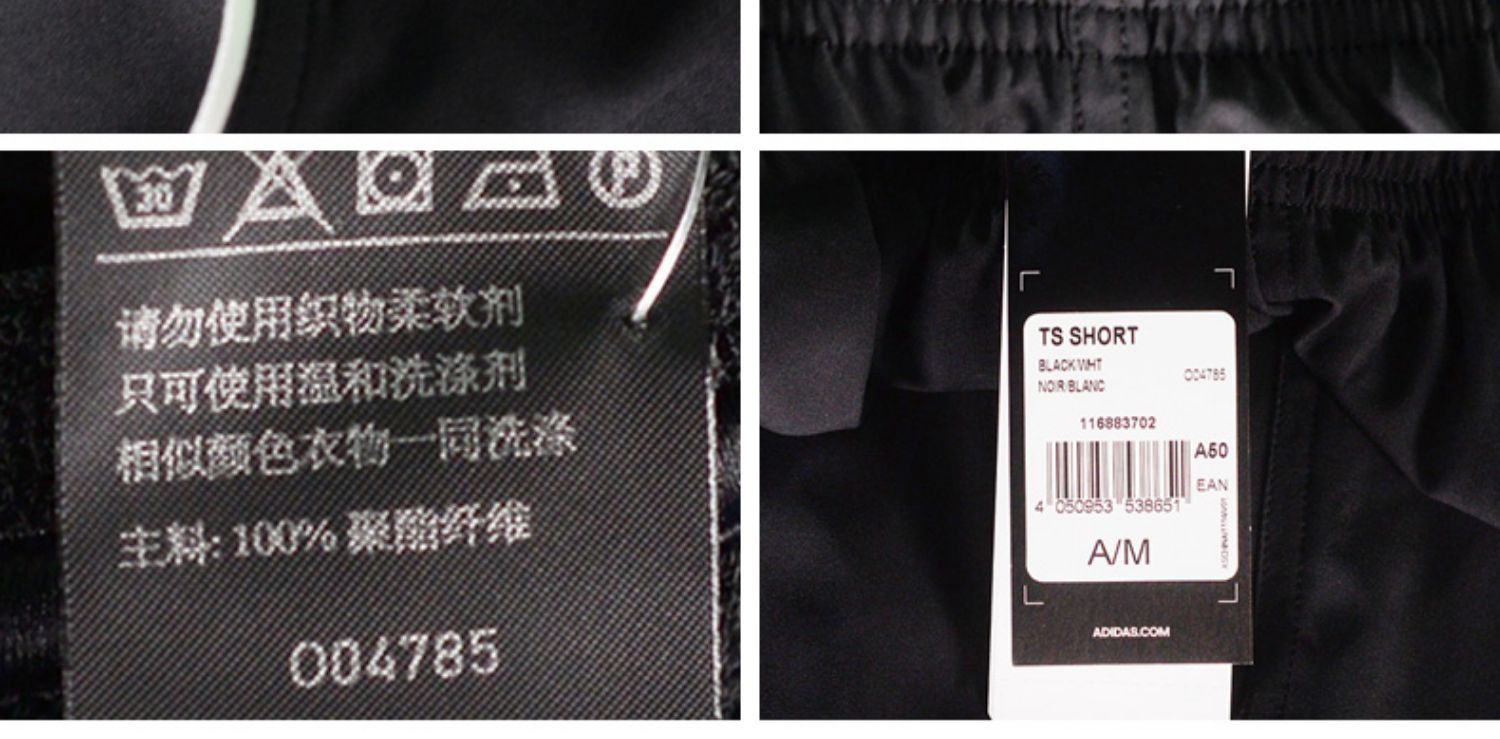 30
P
请勿使用织物柔软剂
只可使用温和洗涤剂
相似颜色衣物一同洗涤
主料: 100% 聚酯纤维
O04785
TS SHORT
BLACK/WHT
NOIR/BLANC
O04785
116883702
A50
EAN
4 050953 538651
A/M
ADIDAS.COM